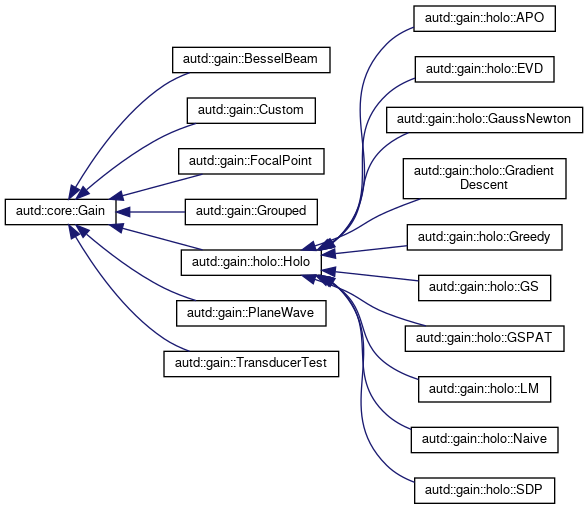 autd::core::Gain
autd::gain::BesselBeam
autd::gain::Custom
autd::gain::FocalPoint
autd::gain::Grouped
autd::gain::holo::Holo
autd::gain::PlaneWave
autd::gain::TransducerTest
autd::gain::holo::APO
autd::gain::holo::EVD
autd::gain::holo::GaussNewton
autd::gain::holo::Gradient
Descent
autd::gain::holo::Greedy
autd::gain::holo::GS
autd::gain::holo::GSPAT
autd::gain::holo::LM
autd::gain::holo::Naive
autd::gain::holo::SDP